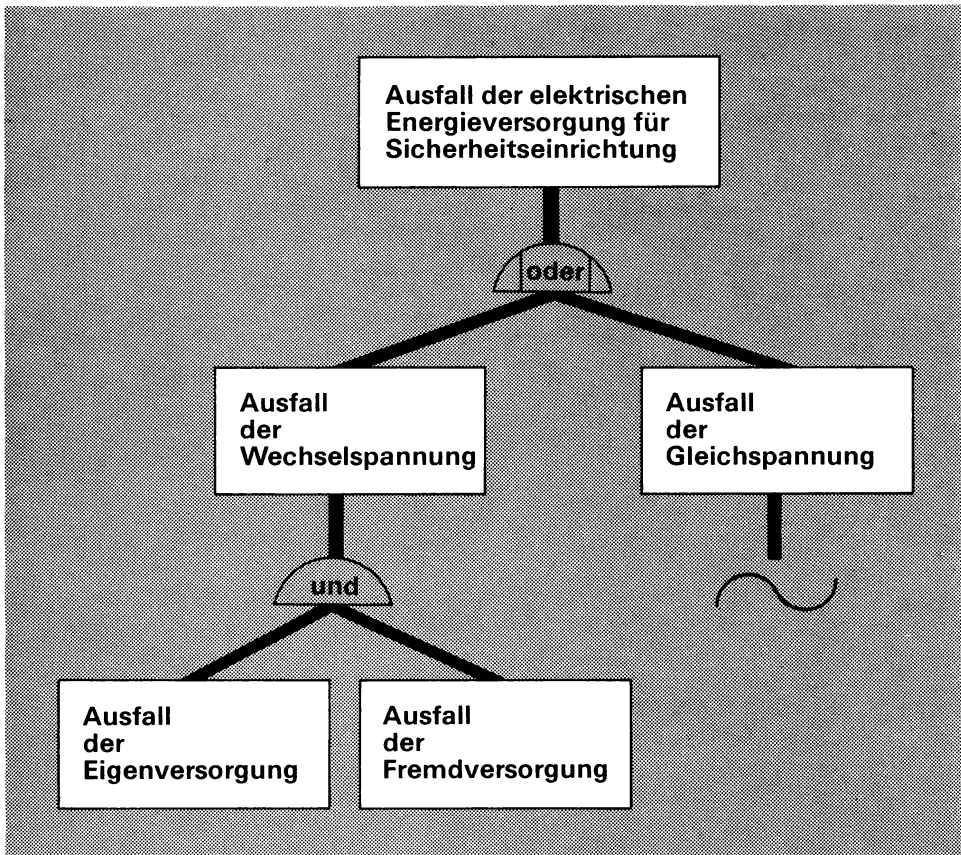 Ausfall der elektrischen
Energieversorgung für
Sicherheitseinrichtung
oder
Ausfall
der
Wechselspannung
Ausfall
der
Gleichspannung
und
Ausfall
der
Eigenversorgung
Ausfall
der
Fremdversorgung